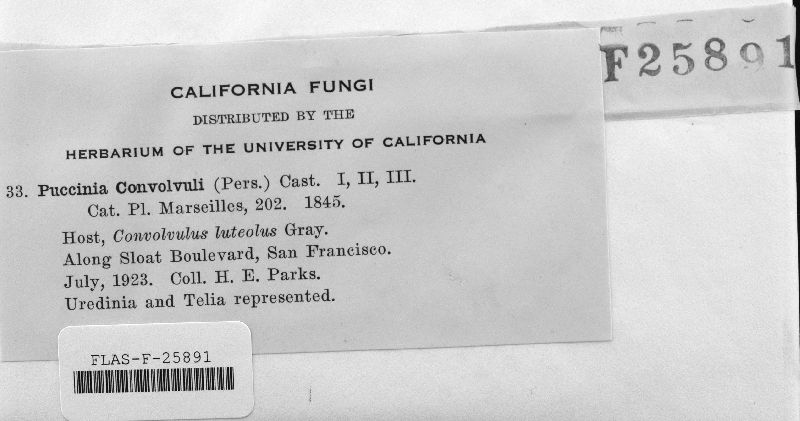 F25891
CALIFORNIA FUNGI
DISTRIBUTED BY THE
HERBARIUM OF THE UNIVERSITY OF CALIFORNIA
33. Puccinia Convolvuli (Pers.) Cast. I, II, III.
Cat. Pl. Marseilles, 202. 1845.
Host, Convolvulus luteolus Gray.
Along Sloat Boulevard, San Francisco.
July, 1923. Coll. H. E. Parks.
Uredinia and Telia represented.
FLAS-F-25891